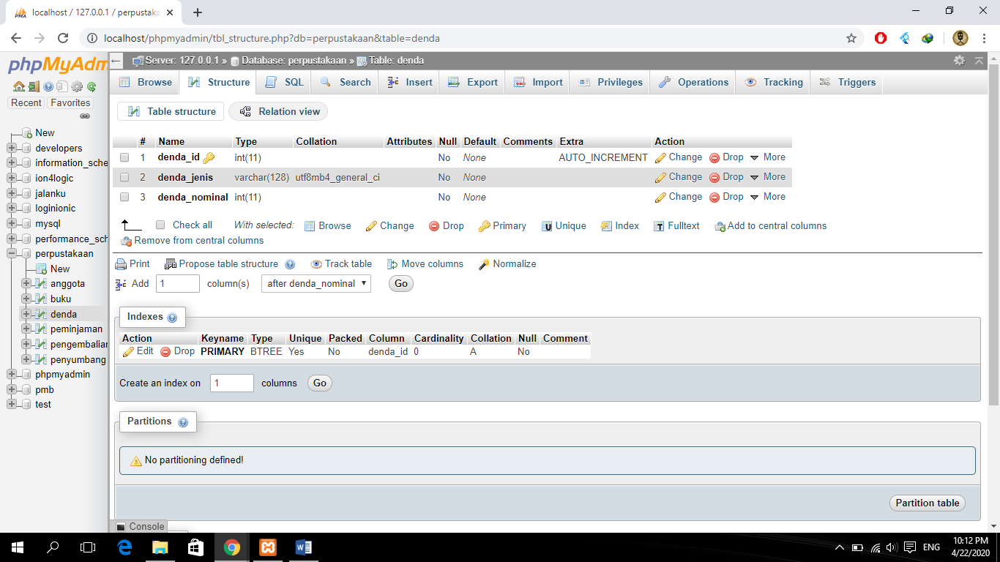 localhost / 127.0.0.1 / perpustaka
localhost/phpmyadmin/tbl_structure.php?db=perpustakaan&table=denda
phpMyAdm
Recent Favorites
New
developers
information_sche
ion4logic
jalanku
loginionic
mysql
performance_sch
perpustakaan
New
anggota
buku
denda
peminjaman
pengembaliar
penyumbang
phpmyadmin
pmb
test
Server: 127.0.0.1 » Database: perpustakaan » Table: denda
Browse Structure SQL Search Insert Export Import Privileges Operations Tracking Triggers
Table structure Relation view
# Name Type Collation Attributes Null Default Comments Extra Action
1 denda_id int(11) No None AUTO_INCREMENT Change Drop More
2 denda_jenis varchar(128) utf8mb4_general_ci No None Change Drop More
3 denda_nominal int(11) No None Change Drop More
Check all With selected: Browse Change Drop Primary Unique Index Fulltext Add to central columns
Remove from central columns
Print Propose table structure Track table Move columns Normalize
Add 1 column(s) after denda_nominal Go
Indexes
Action Keyname Type Unique Packed Column Cardinality Collation Null Comment
Edit Drop PRIMARY BTREE Yes No denda_id 0 A No
Create an index on 1 columns Go
Partitions
No partitioning defined!
Partition table
Console
ENG
10:12 PM
4/22/2020